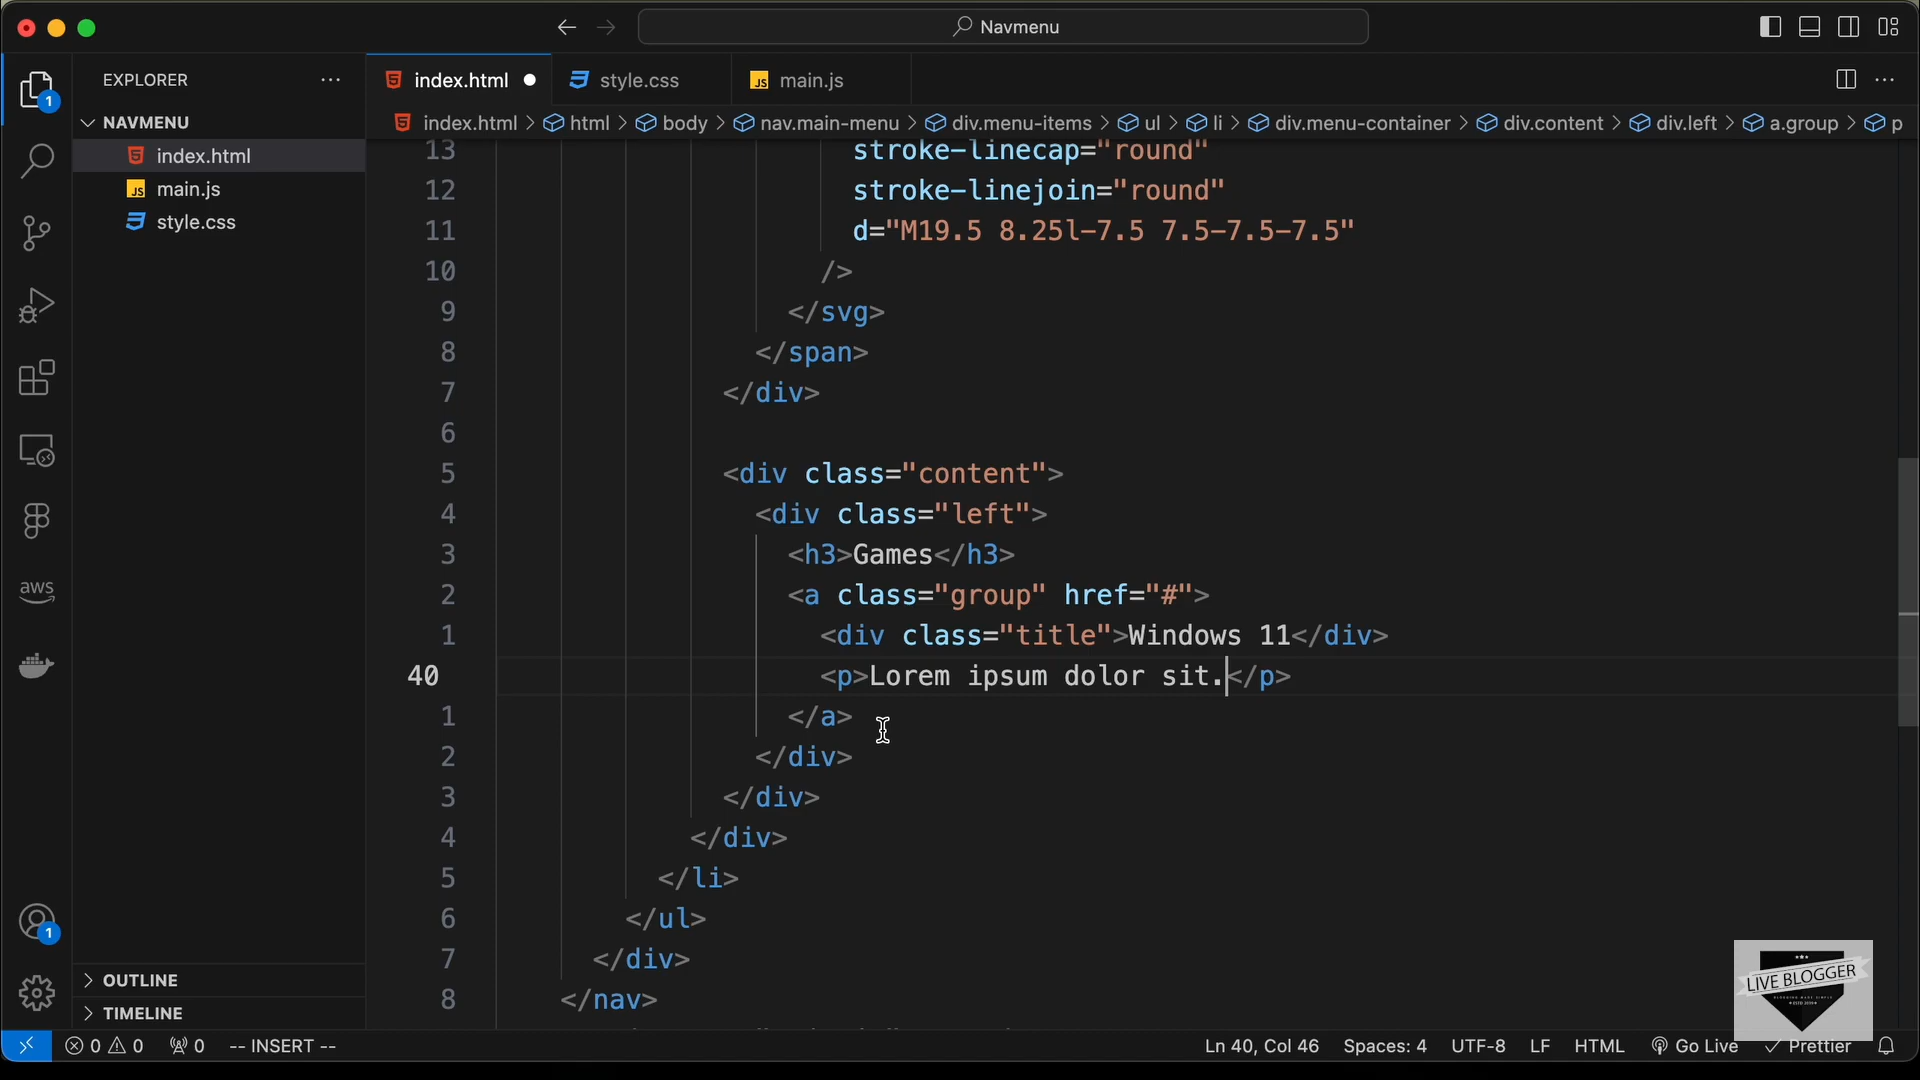 Navmenu
EXPLORER
index.html
style.css
main.js
1
NAVMENU
index.html > html > body > nav.main-menu > div.menu-items > ul > li > div.menu-container > div.content > div.left > a.group > p
index.html
main.js
style.css
13 stroke-linecap="round"
12 stroke-linejoin="round"
11 d="M19.5 8.25l-7.5 7.5-7.5-7.5"
10 />
9 </svg>
8 </span>
7 </div>
6
5 <div class="content">
4 <div class="left">
3 <h3>Games</h3>
2 <a class="group" href="#">
1 <div class="title">Windows 11</div>
40 <p>Lorem ipsum dolor sit.</p>
1 </a>
2 </div>
3 </div>
4 </div>
5 </li>
6 </ul>
7 </div>
8 </nav>
aws
1
OUTLINE
TIMELINE
LIVE BLOGGER
0 0 0 -- INSERT --
Ln 40, Col 46 Spaces: 4 UTF-8 LF HTML Go Live Prettier